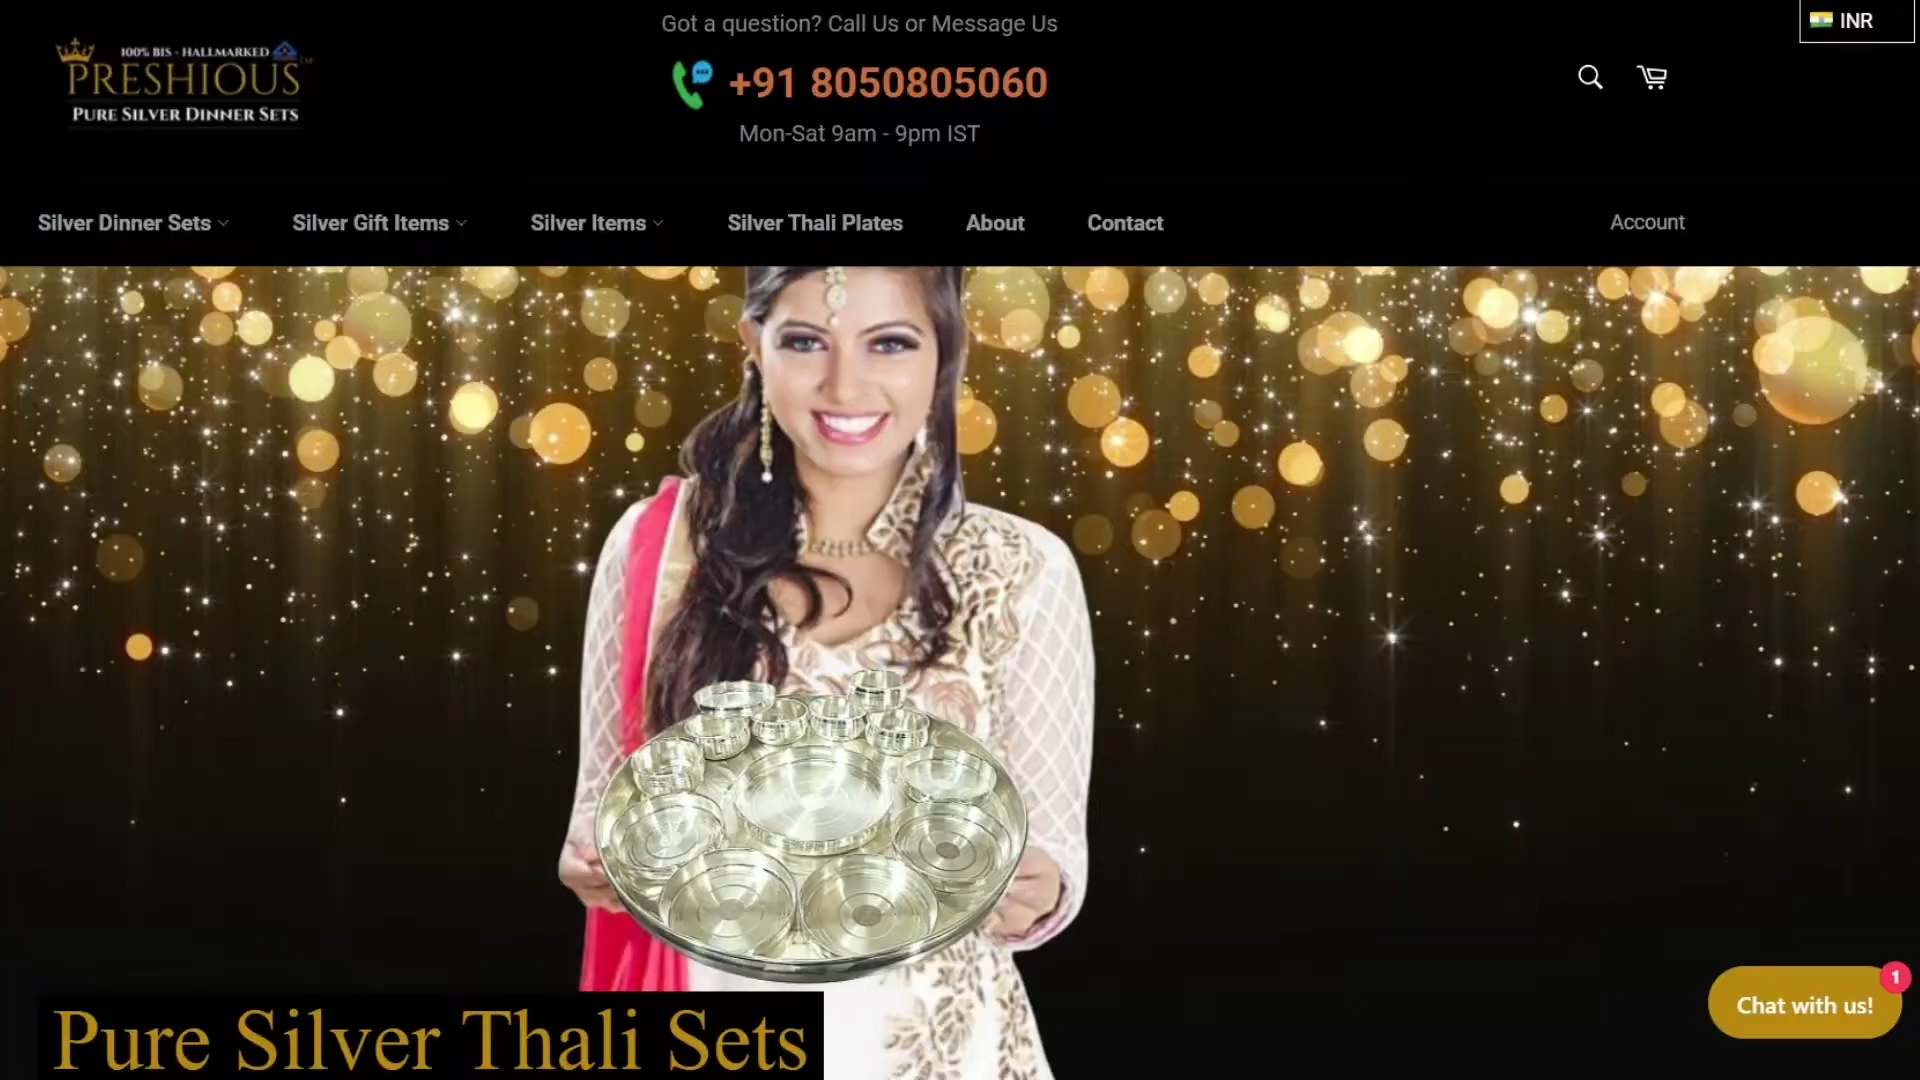 Got a question? Call Us or Message Us
INR
100% BIS - HALLMARKED
PRESHIOUS
PURE SILVER DINNER SETS
+91 8050805060
Mon-Sat 9am - 9pm IST
Silver Dinner Sets
Silver Gift Items
Silver Items
Silver Thali Plates
About
Contact
Account
1
Chat with us!
Pure Silver Thali Sets